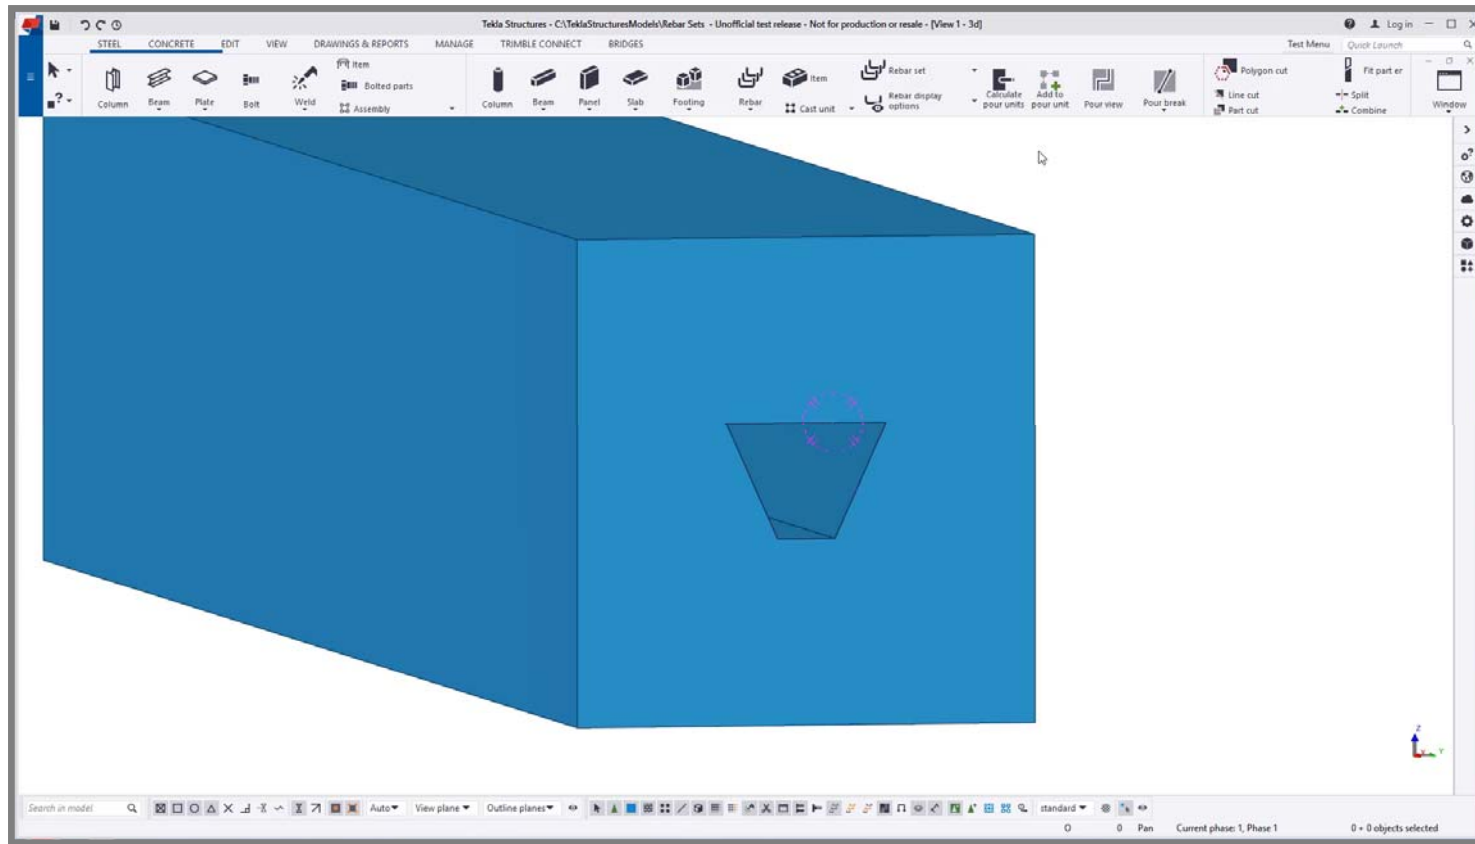 Tekla Structures - C:\TeklaStructuresModels\Rebar Sets - Unofficial test release - Not for production or resale - [View 1 - 3d]
Log in
STEEL CONCRETE EDIT VIEW DRAWINGS & REPORTS MANAGE TRIMBLE CONNECT BRIDGES
Test Menu Quick Launch
Column Beam Plate Bolt Weld
Item
Bolted parts
Assembly
Column Beam Panel Slab Footing Rebar
Item
Cast unit
Rebar set
Rebar display
options
Calculate
pour units
Add to
pour unit
Pour view
Pour break
Polygon cut
Line cut
Part cut
Fit part er
Split
Combine
Window
Z
x Y
Search in model
Auto
View plane
Outline planes
standard
O 0 Pan Current phase: 1, Phase 1 0 + 0 objects selected